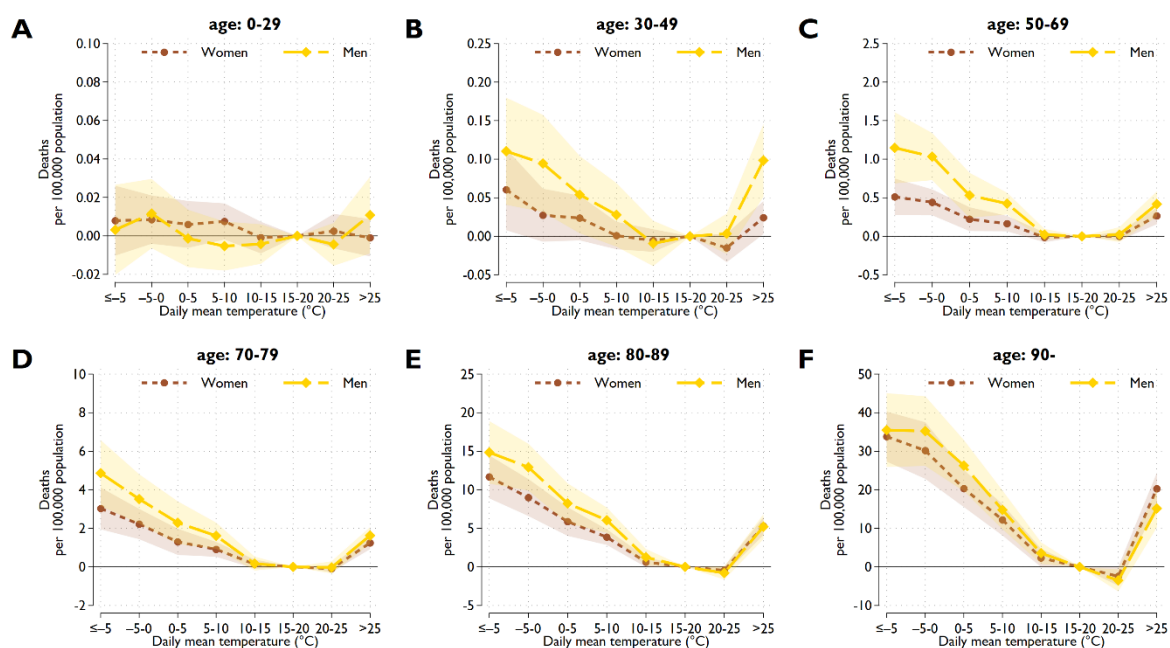 A
age: 0-29
Women Men
0.10
0.08
0.06
0.04
0.02
0.00
-0.02
Deaths
per 100,000 population
≤−5 −5-0 0-5 5-10 10-15 15-20 20-25 >25
Daily mean temperature (°C)
B
age: 30-49
Women Men
0.25
0.20
0.15
0.10
0.05
0.00
-0.05
Deaths
per 100,000 population
≤−5 −5-0 0-5 5-10 10-15 15-20 20-25 >25
Daily mean temperature (°C)
C
age: 50-69
Women Men
2.5
2.0
1.5
1.0
0.5
0.0
-0.5
Deaths
per 100,000 population
≤−5 −5-0 0-5 5-10 10-15 15-20 20-25 >25
Daily mean temperature (°C)
D
age: 70-79
Women Men
10
8
6
4
2
0
-2
Deaths
per 100,000 population
≤−5 −5-0 0-5 5-10 10-15 15-20 20-25 >25
Daily mean temperature (°C)
E
age: 80-89
Women Men
25
20
15
10
5
0
-5
Deaths
per 100,000 population
≤−5 −5-0 0-5 5-10 10-15 15-20 20-25 >25
Daily mean temperature (°C)
F
age: 90-
Women Men
50
40
30
20
10
0
-10
Deaths
per 100,000 population
≤−5 −5-0 0-5 5-10 10-15 15-20 20-25 >25
Daily mean temperature (°C)